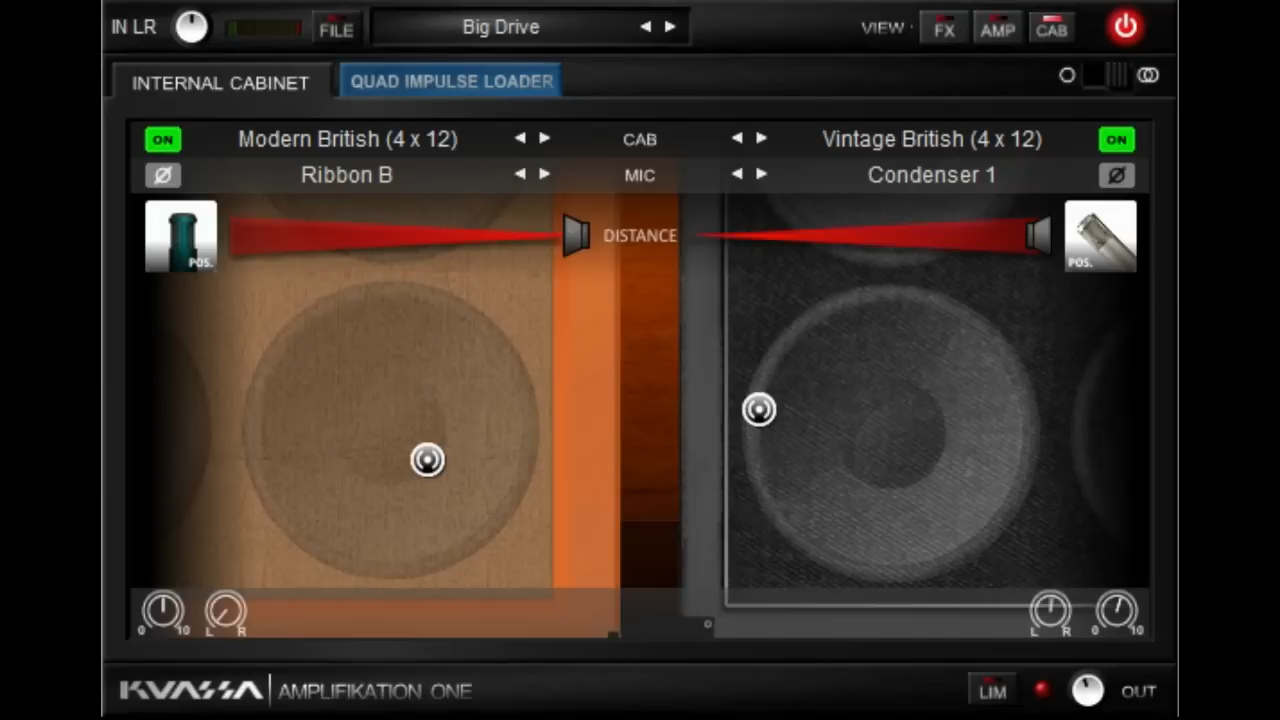 IN LR
FILE
Big Drive
VIEW
FX
AMP
CAB
INTERNAL CABINET
QUAD IMPULSE LOADER
ON
Modern British (4 x 12)
CAB
Vintage British (4 x 12)
ON
Ø
Ribbon B
MIC
Condenser 1
Ø
POS.
DISTANCE
POS.
0 10
L R
L R
0 10
KVASSA AMPLIFIKATION ONE
LIM
OUT